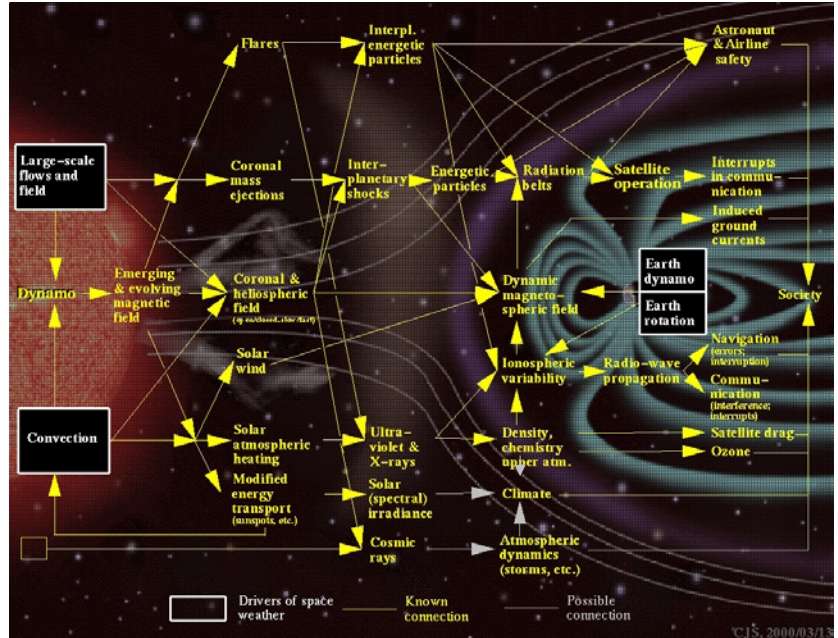 Flares
Interpl.
energetic
particles
Astronaut
& Airline
safety
Large-scale
flows and
field
Coronal
mass
ejections
Inter-
planetary
shocks
Energetic
particles
Radiation
belts
Satellite
operation
Interrupts
in commu-
nication
Induced
ground
currents
Dynamo
Emerging
& evolving
magnetic
field
Coronal &
heliospheric
field
(open/closed, slow/fast)
Dynamic
magneto-
spheric field
Earth
dynamo
Earth
rotation
Society
Solar
wind
Ionospheric
variability
Radio-wave
propagation
Navigation
(errors;
interruption)
Commu-
nication
(interference;
interrupts)
Convection
Solar
atmospheric
heating
Ultra-
violet &
X-rays
Density,
chemistry
upper atm.
Satellite drag
Ozone
Modified
energy
transport
(sunspots, etc.)
Solar
(spectral)
irradiance
Climate
Cosmic
rays
Atmospheric
dynamics
(storms, etc.)
Drivers of space
weather
Known
connection
Possible
connection
CJS, 2000/03/13